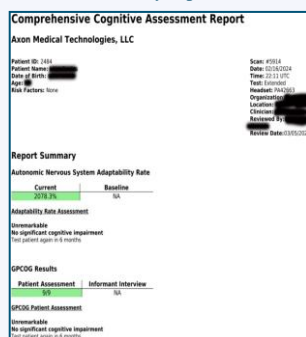 Comprehensive Cognitive Assessment Report
Axon Medical Technologies, LLC
Patient ID: 2484
Patient Name:
Date of Birth:
Age:
Risk Factors: None
Scan: #5914
Date: 02/16/2024
Time: 22:11 UTC
Test: Extended
Headset:
Organization:
Location:
Clinician:
Reviewed By:
Review Date: 03/05/202
Report Summary
Autonomic Nervous System Adaptability Rate
Current Baseline
2078.3% NA
Adaptability Rate Assessment
Unremarkable
No significant cognitive impairment
Test patient again in 6 months
GPCOG Results
Patient Assessment Informant Interview
9/9 NA
GPCOG Patient Assessment
Unremarkable
No significant cognitive impairment
Test patient again in 6 months